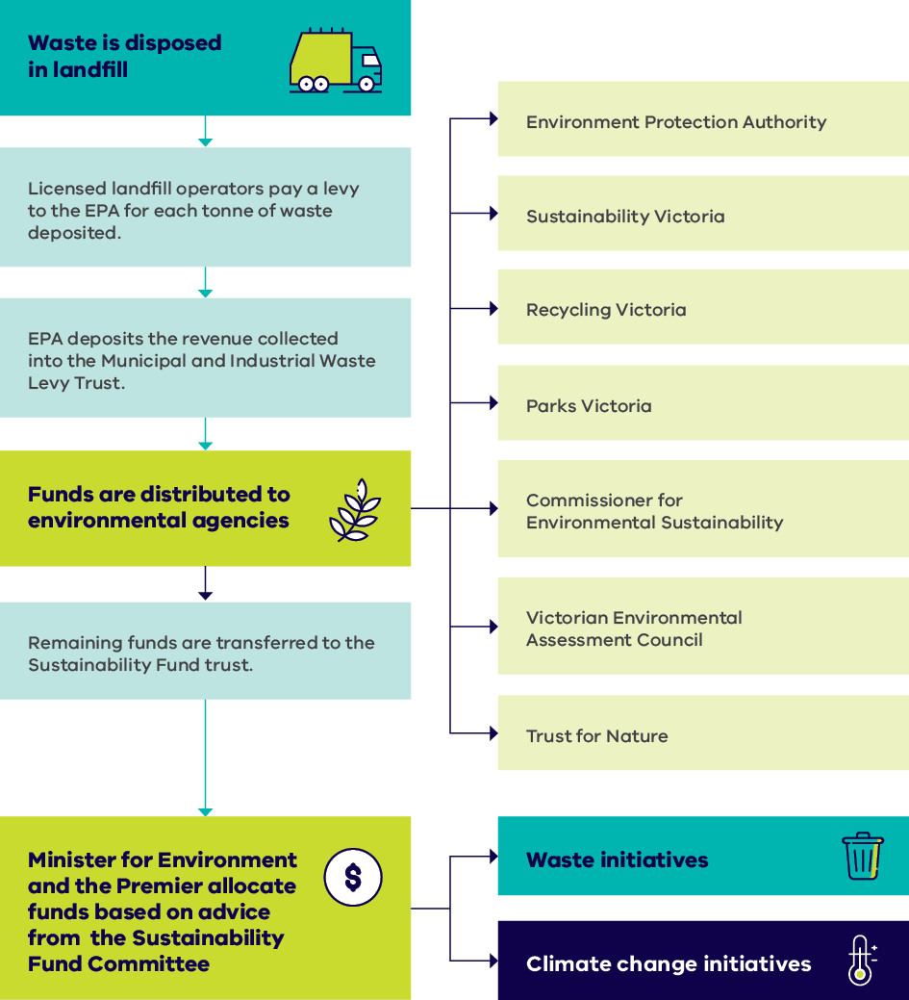 Waste is disposed
in landfill
Licensed landfill operators pay a levy
to the EPA for each tonne of waste
deposited.
EPA deposits the revenue collected
into the Municipal and Industrial Waste
Levy Trust.
Funds are distributed to
environmental agencies
Environment Protection Authority
Sustainability Victoria
Recycling Victoria
Parks Victoria
Commissioner for
Environmental Sustainability
Victorian Environmental
Assessment Council
Trust for Nature
Remaining funds are transferred to the
Sustainability Fund trust.
Minister for Environment
and the Premier allocate
funds based on advice
from the Sustainability
Fund Committee
$
Waste initiatives
Climate change initiatives